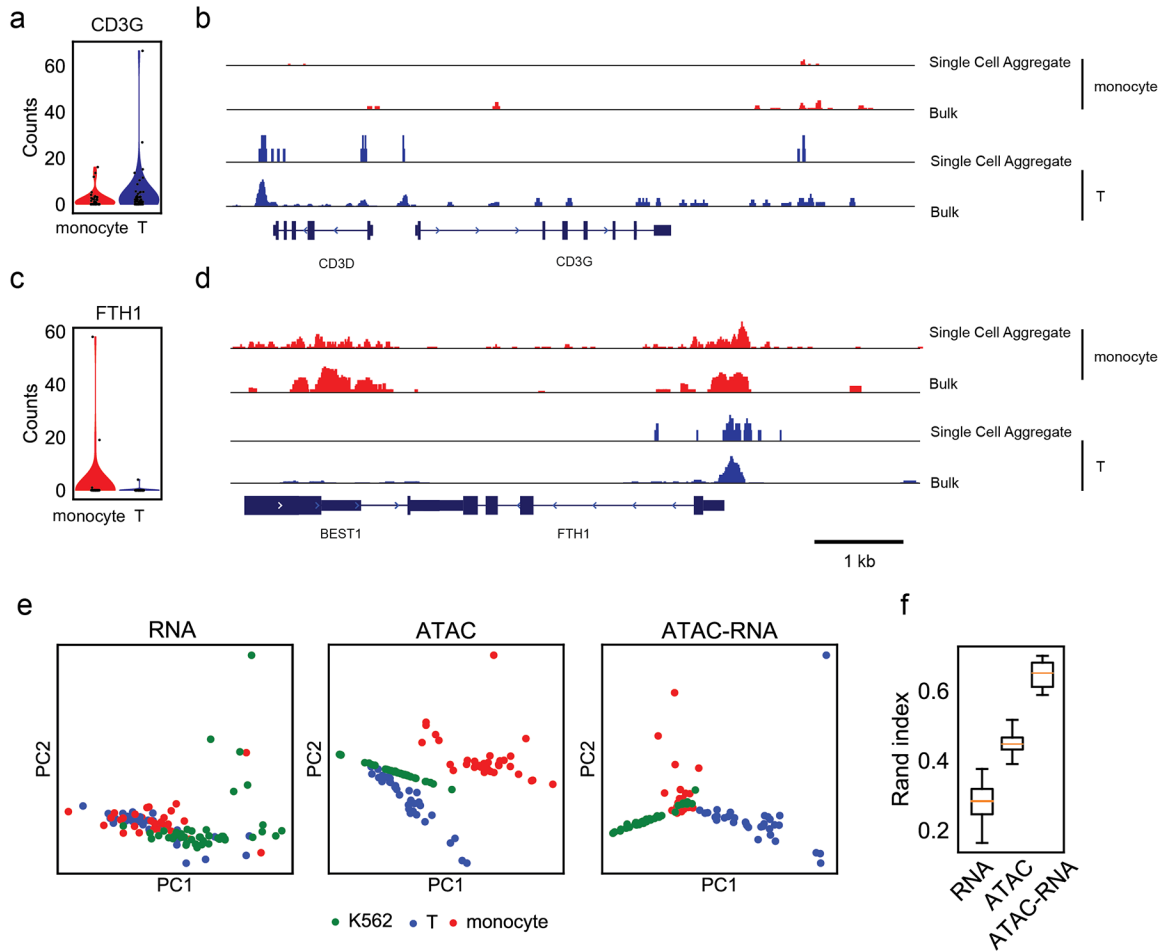 a
CD3G
Counts
60
40
20
0
monocyte T
b
Single Cell Aggregate
Bulk
monocyte
Single Cell Aggregate
Bulk
T
CD3D
CD3G
c
FTH1
Counts
60
40
20
0
monocyte T
d
Single Cell Aggregate
Bulk
monocyte
Single Cell Aggregate
Bulk
T
BEST1
FTH1
1 kb
e
RNA
PC2
PC1
ATAC
PC2
PC1
ATAC-RNA
PC2
PC1
K562
T
monocyte
f
Rand index
0.6
0.4
0.2
RNA
ATAC
ATAC-RNA